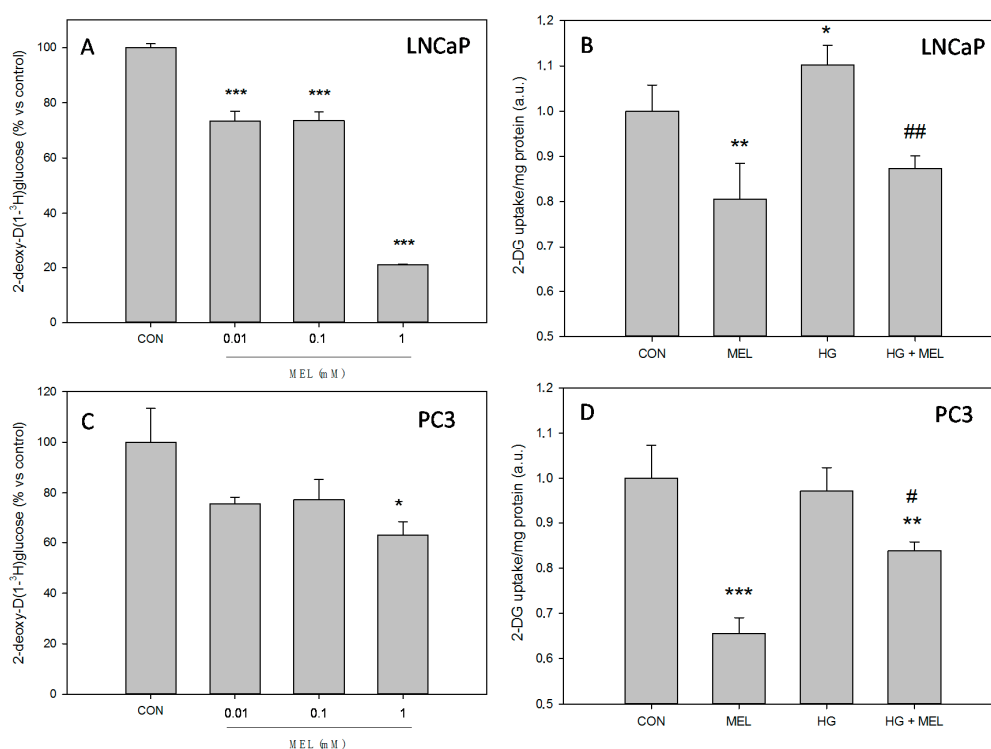 A
LNCaP
2-deoxy-D(1-³H)glucose (% vs control)
100
80
60
40
20
0
***
***
***
CON
0.01
0.1
1
MEL (mM)
B
LNCaP
2-DG uptake/mg protein (a.u.)
1.2
1.1
1.0
0.9
0.8
0.7
0.6
0.5
**
*
##
CON
MEL
HG
HG + MEL
C
PC3
2-deoxy-D(1-³H)glucose (% vs control)
120
100
80
60
40
20
0
*
CON
0.01
0.1
1
MEL (mM)
D
PC3
2-DG uptake/mg protein (a.u.)
1.2
1.1
1.0
0.9
0.8
0.7
0.6
0.5
***
#
**
CON
MEL
HG
HG + MEL